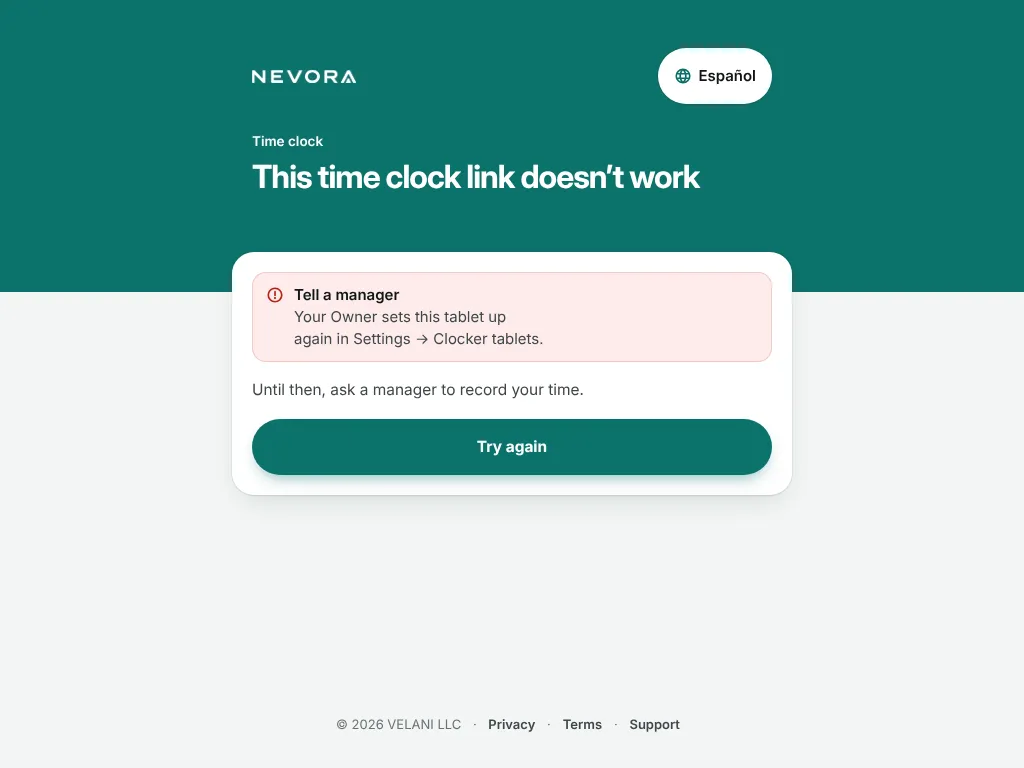 NEVORA
Español
Time clock
This time clock link doesn’t work
Tell a manager
Your Owner sets this tablet up
again in Settings → Clocker tablets.
Until then, ask a manager to record your time.
Try again
© 2026 VELANI LLC · Privacy · Terms · Support